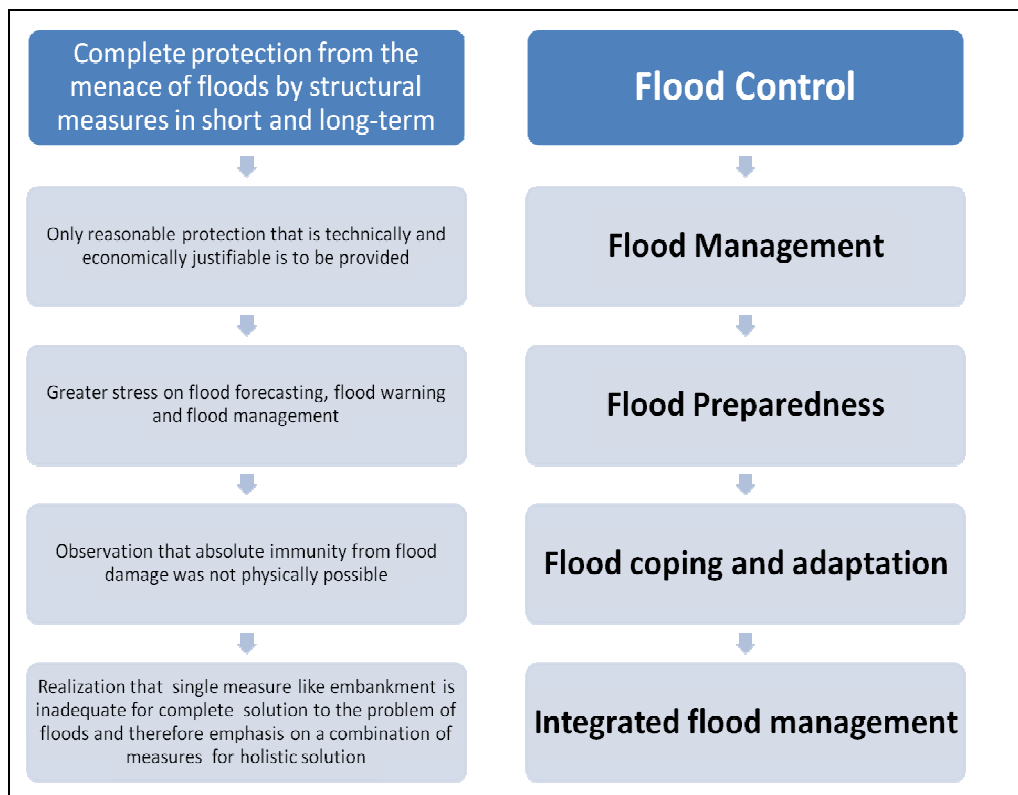 Complete protection from the
menace of floods by structural
measures in short and long-term
Flood Control
Only reasonable protection that is technically and
economically justifiable is to be provided
Flood Management
Greater stress on flood forecasting, flood warning
and flood management
Flood Preparedness
Observation that absolute immunity from flood
damage was not physically possible
Flood coping and adaptation
Realization that single measure like embankment is
inadequate for complete solution to the problem of
floods and therefore emphasis on a combination of
measures for holistic solution
Integrated flood management